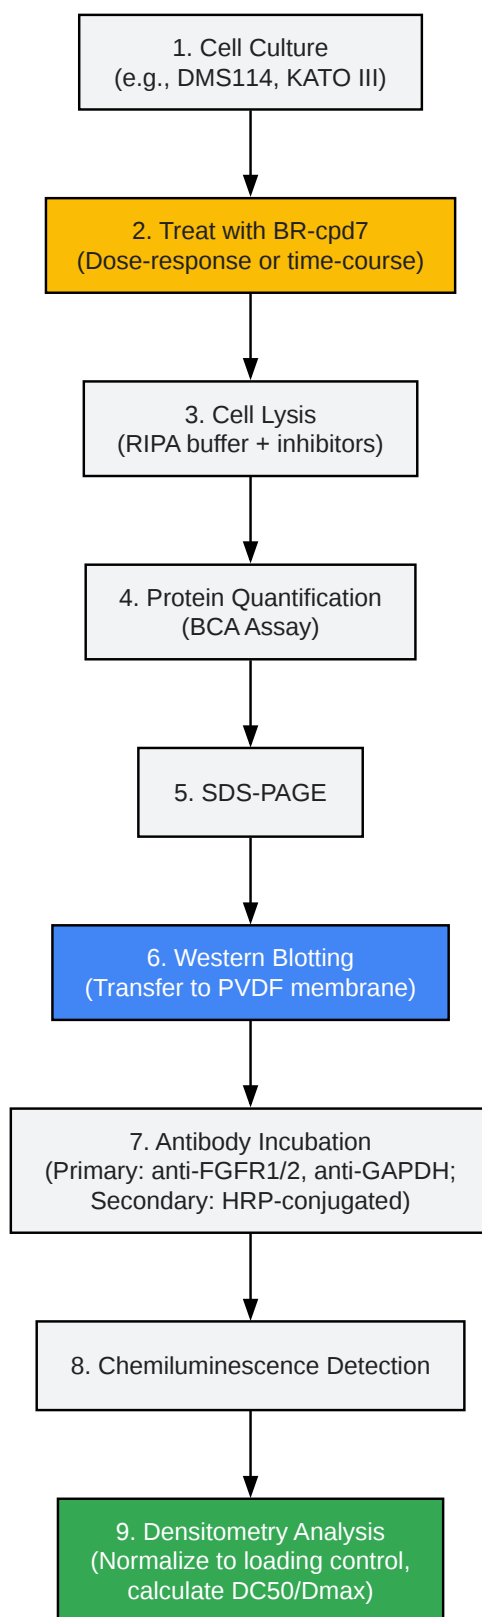 1. Cell Culture
(e.g., DMS114, KATO III)
2. Treat with BR-cpd7
(Dose-response or time-course)
3. Cell Lysis
(RIPA buffer + inhibitors)
4. Protein Quantification
(BCA Assay)
5. SDS-PAGE
6. Western Blotting
(Transfer to PVDF membrane)
7. Antibody Incubation
(Primary: anti-FGFR1/2, anti-GAPDH;
Secondary: HRP-conjugated)
8. Chemiluminescence Detection
9. Densitometry Analysis
(Normalize to loading control,
calculate DC50/Dmax)